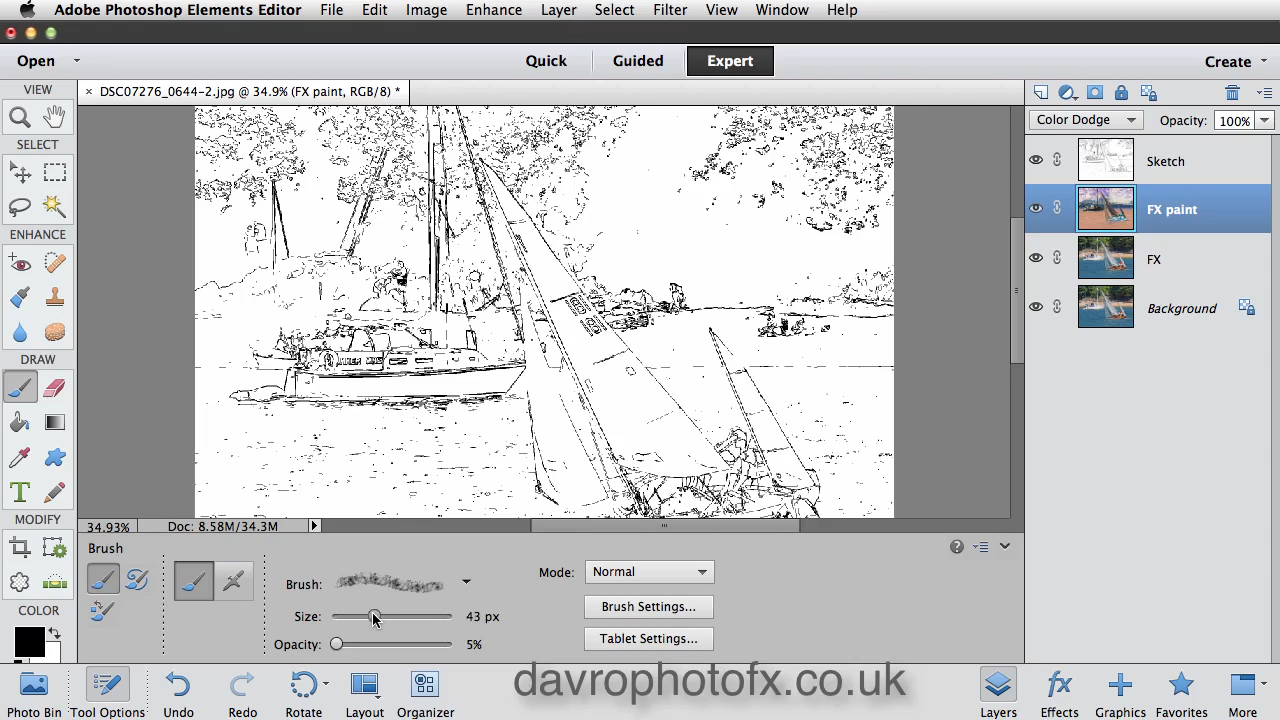 Adobe Photoshop Elements Editor File Edit Image Enhance Layer Select Filter View Window Help
Open Quick Guided Expert Create
VIEW × DSC07276_0644-2.jpg @ 34.9% (FX paint, RGB/8) *
Color Dodge Opacity: 100%
SELECT
Sketch
FX paint
ENHANCE
FX
Background
DRAW
MODIFY
34.93% Doc: 8.58M/34.3M
Brush
Brush: Mode: Normal
COLOR
Size: 43 px Brush Settings...
Opacity: 5% Tablet Settings...
davrophotofx.co.uk
Photo Bin Tool Options Undo Redo Rotate Layout Organizer Layers Effects Graphics Favorites More